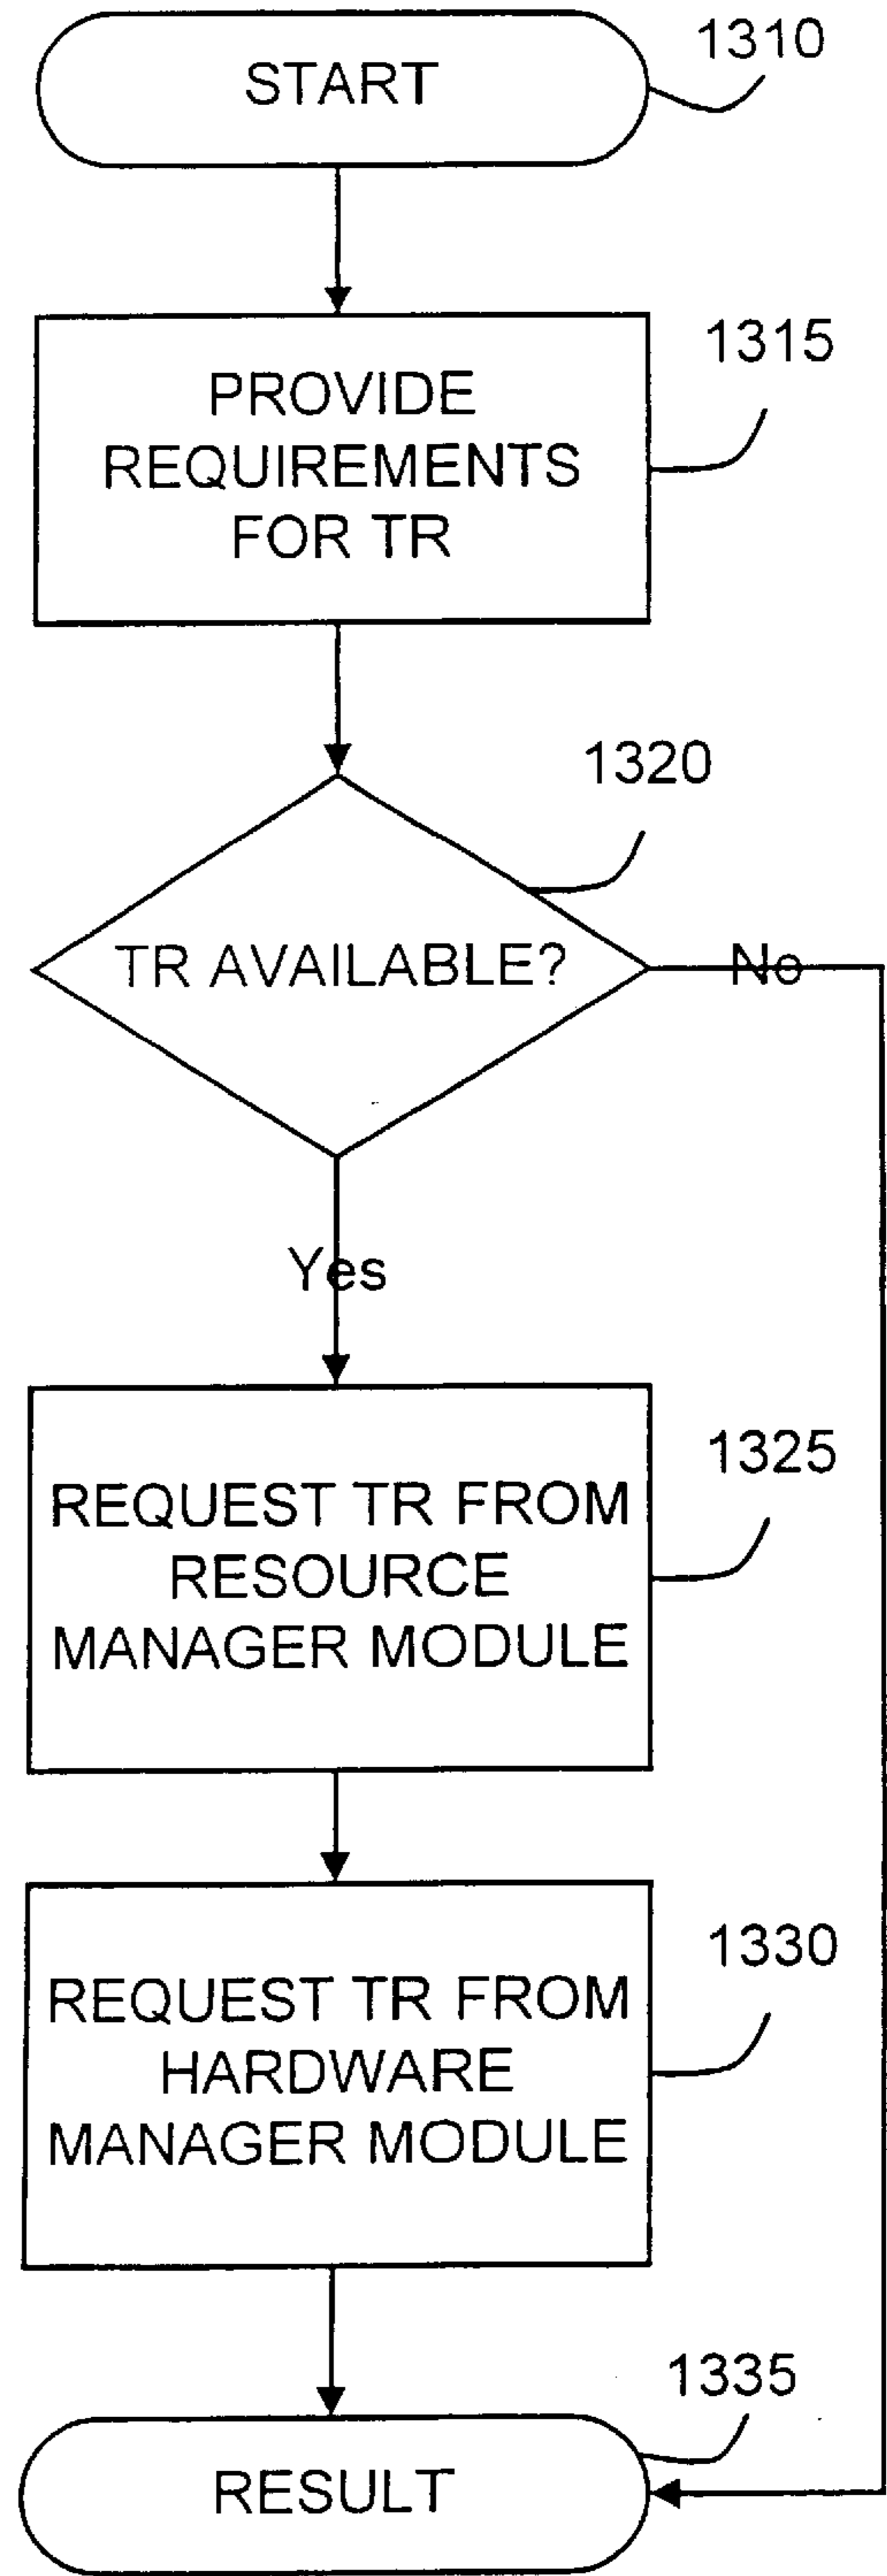 START
1310
PROVIDE
REQUIREMENTS
FOR TR
1315
1320
TR AVAILABLE?
No
Yes
REQUEST TR FROM
RESOURCE
MANAGER MODULE
1325
REQUEST TR FROM
HARDWARE
MANAGER MODULE
1330
1335
RESULT